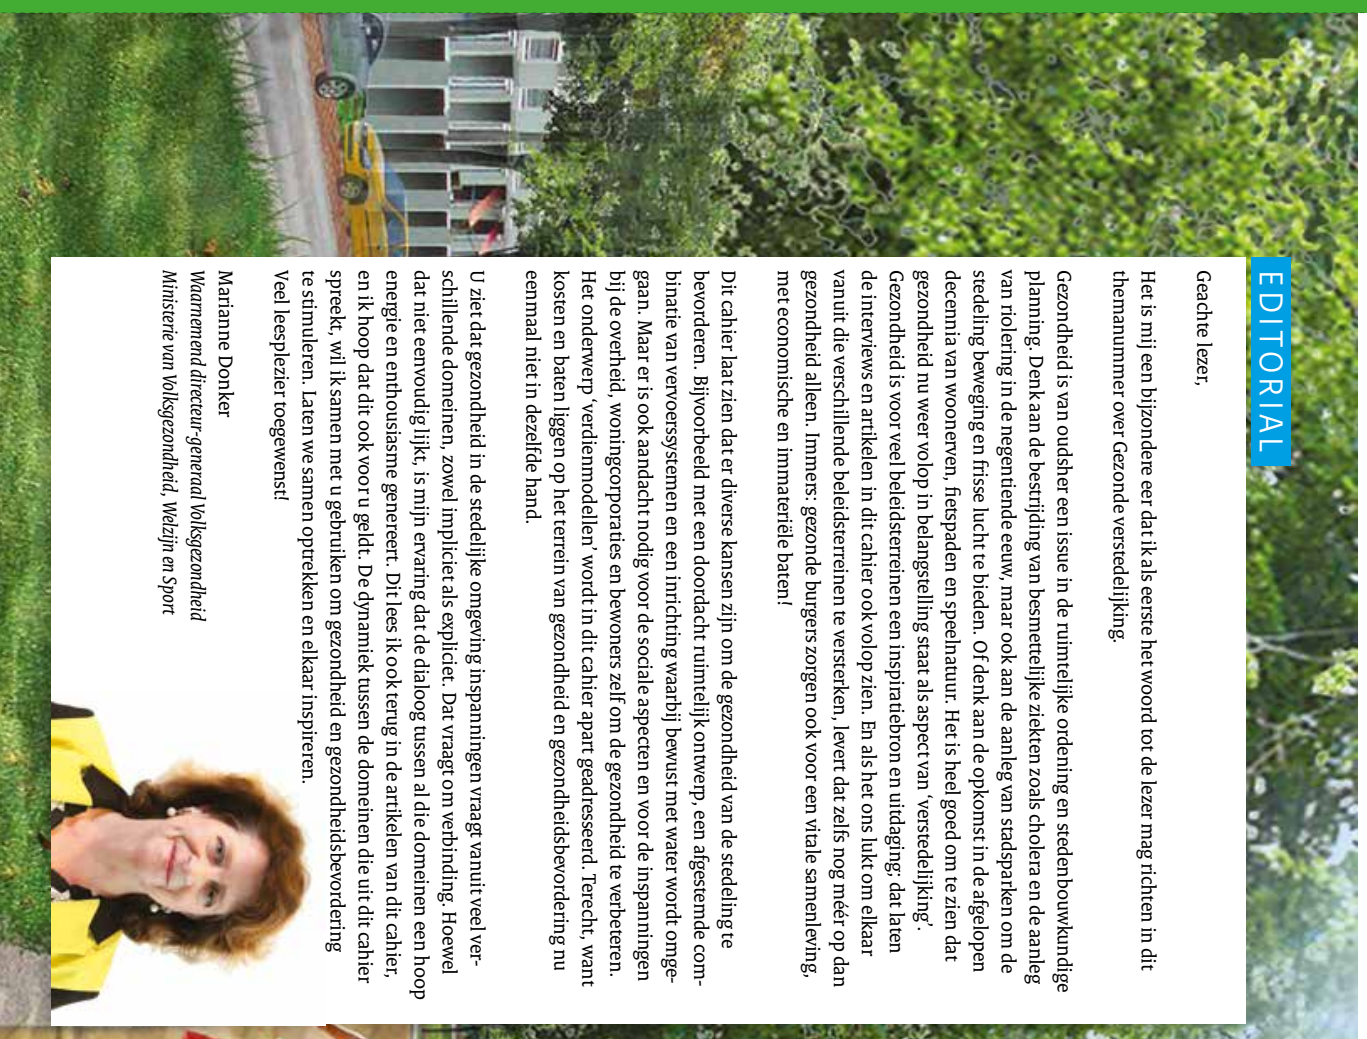 EDITORIAL
Geachte lezer,
Het is mij een bijzondere eer dat ik als eerste het woord tot de lezer mag richten in dit
themanummer over Gezonde verstedelijking.
Gezondheid is van oudsher een issue in de ruimtelijke ordening en stedenbouwkundige
planning. Denk aan de bestrijding van besmettelijke ziekten zoals cholera en de aanleg
van riolering in de negentiende eeuw, maar ook aan de aanleg van stadsparken om de
stedeling beweging en frisse lucht te bieden. Of denk aan de opkomst in de afgelopen
decennia van woonerven, fietspaden en speelnatuur. Het is heel goed om te zien dat
gezondheid nu weer volop in belangstelling staat als aspect van ‘verstedelijking’.
Gezondheid is voor veel beleidsterreinen een inspiratiebron en uitdaging; dat laten
de interviews en artikelen in dit cahier ook volop zien. En als het ons lukt om elkaar
vanuit die verschillende beleidsterreinen te versterken, levert dat zelfs nog méér op dan
gezondheid alleen. Immers: gezonde burgers zorgen ook voor een vitale samenleving,
met economische en immateriële baten!
Dit cahier laat zien dat er diverse kansen zijn om de gezondheid van de stedeling te
bevorderen. Bijvoorbeeld met een doordacht ruimtelijk ontwerp, een afgestemde com-
binatie van vervoerssystemen en een inrichting waarbij bewust met water wordt omge-
gaan. Maar er is ook aandacht nodig voor de sociale aspecten en voor de inspanningen
bij de overheid, woningcorporaties en bewoners zelf om de gezondheid te verbeteren.
Het onderwerp ‘verdienmodellen’ wordt in dit cahier apart geadresseerd. Terecht, want
kosten en baten liggen op het terrein van gezondheid en gezondheidsbevordering nu
eenmaal niet in dezelfde hand.
U ziet dat gezondheid in de stedelijke omgeving inspanningen vraagt vanuit veel ver-
schillende domeinen, zowel impliciet als expliciet. Dat vraagt om verbinding. Hoewel
dat niet eenvoudig lijkt, is mijn ervaring dat de dialoog tussen al die domeinen een hoop
energie en enthousiasme genereert. Dit lees ik ook terug in de artikelen van dit cahier,
en ik hoop dat dit ook voor u geldt. De dynamiek tussen de domeinen die uit dit cahier
spreekt, wil ik samen met u gebruiken om gezondheid en gezondheidsbevordering
te stimuleren. Laten we samen optrekken en elkaar inspireren.
Veel leesplezier toegewenst!
Marianne Donker
Waarnemend directeur-generaal Volksgezondheid
Ministerie van Volksgezondheid, Welzijn en Sport